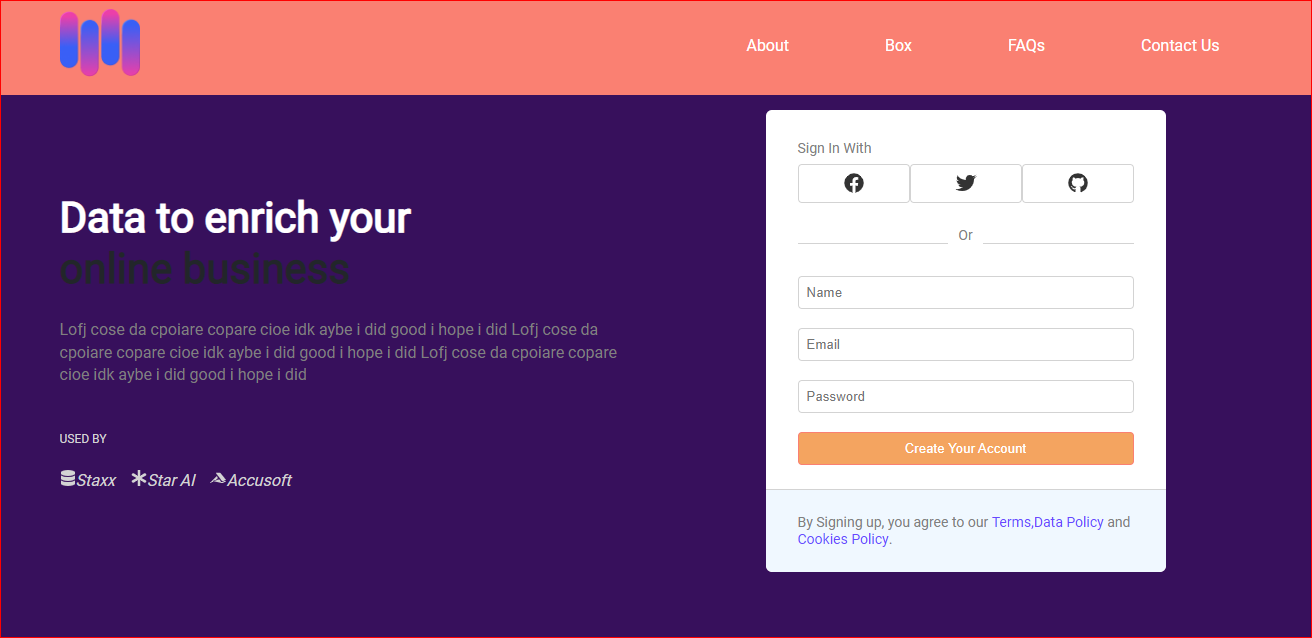 About
Box
FAQs
Contact Us
Data to enrich your
online business
Lofj cose da cpoiare copare cioe idk aybe i did good i hope i did Lofj cose da
cpoiare copare cioe idk aybe i did good i hope i did Lofj cose da cpoiare copare
cioe idk aybe i did good i hope i did
USED BY
Staxx
Star AI
Accusoft
Sign In With
Or
Name
Email
Password
Create Your Account
By Signing up, you agree to our Terms,Data Policy and
Cookies Policy.